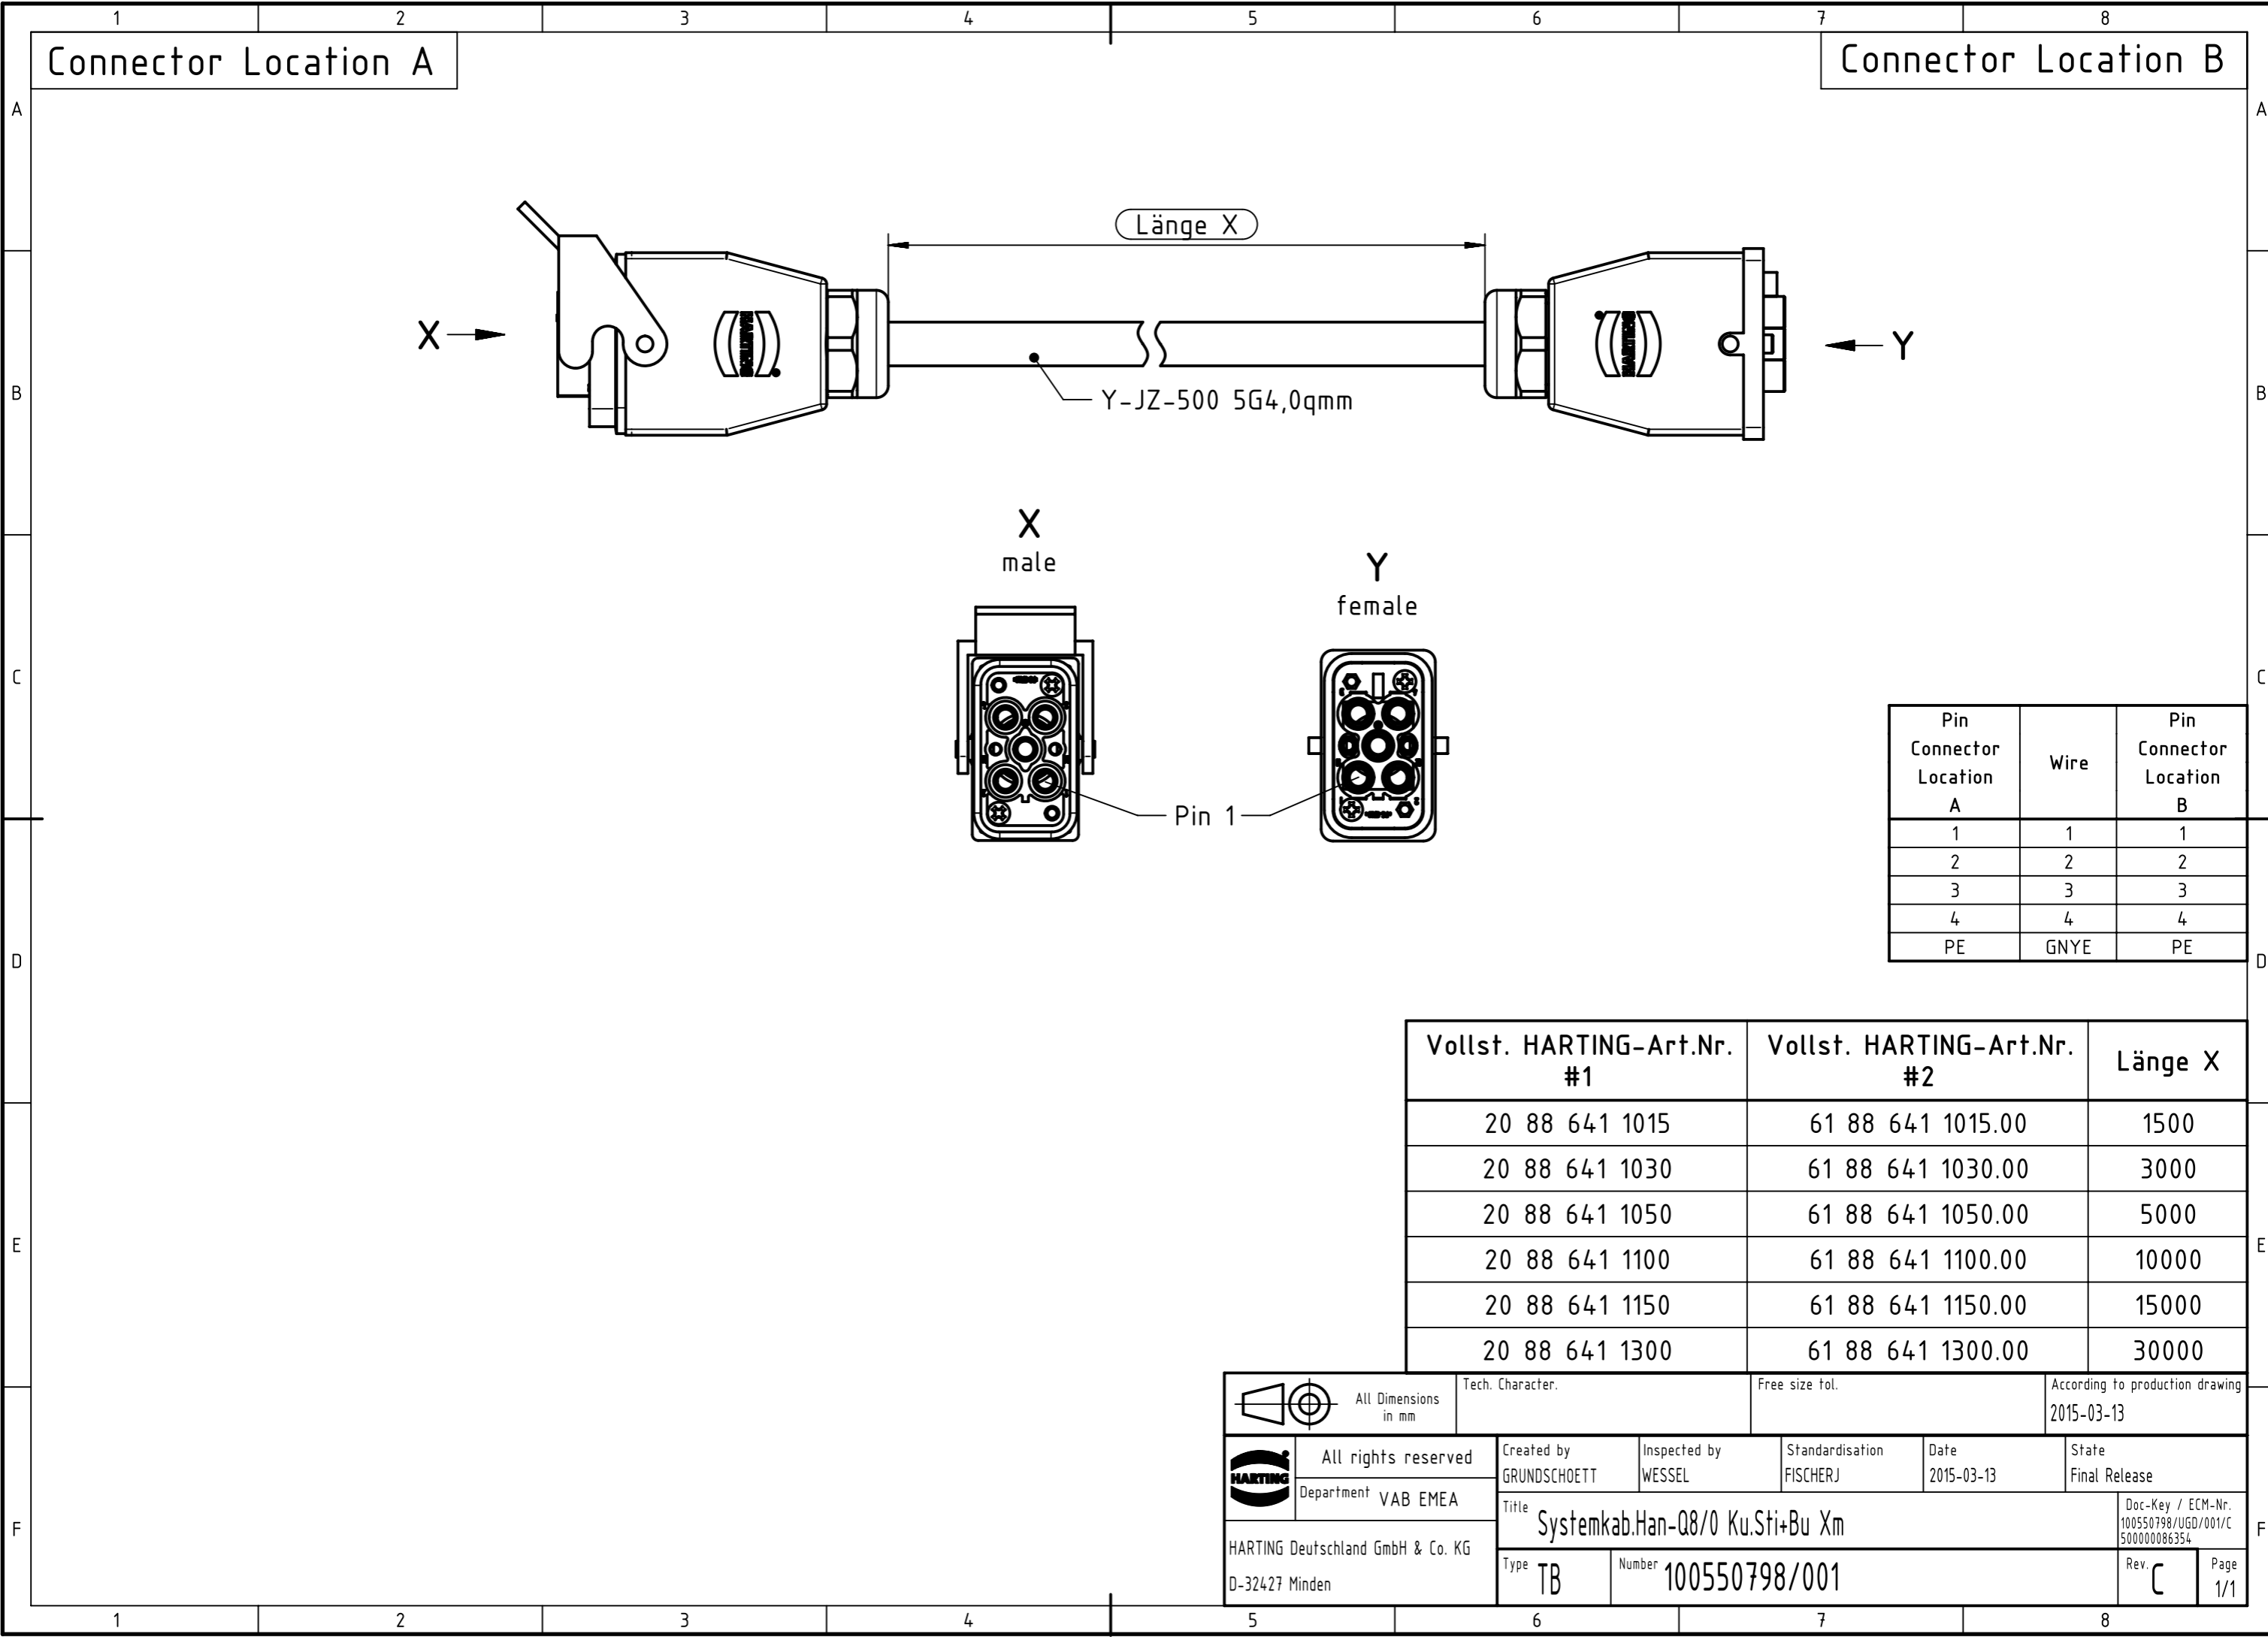 1 2 3 4 5 6 7 8
Connector Location A
Connector Location B
A A
Länge X
X
Y
HARTING
HARTING
B B
Y-JZ-500 5G4,0qmm
X
male
Y
female
C C
Pin 1
Pin Connector Location A Wire Pin Connector Location B
1 1 1
2 2 2
3 3 3
4 4 4
PE GNYE PE
D D
Vollst. HARTING-Art.Nr. #1 Vollst. HARTING-Art.Nr. #2 Länge X
20 88 641 1015 61 88 641 1015.00 1500
20 88 641 1030 61 88 641 1030.00 3000
20 88 641 1050 61 88 641 1050.00 5000
E E
20 88 641 1100 61 88 641 1100.00 10000
20 88 641 1150 61 88 641 1150.00 15000
20 88 641 1300 61 88 641 1300.00 30000
All Dimensions in mm
Tech. Character.
Free size tol.
According to production drawing
2015-03-13
HARTING
All rights reserved
Department VAB EMEA
Created by
GRUNDSCHOETT
Inspected by
WESSEL
Standardisation
FISCHERJ
Date
2015-03-13
State
Final Release
Title Systemkab.Han-Q8/0 Ku.Sti+Bu Xm
Doc-Key / ECM-Nr.
100550798/UGD/001/C
500000086354
F F
HARTING Deutschland GmbH & Co. KG
D-32427 Minden
Type TB
Number 100550798/001
Rev. C
Page 1/1
1 2 3 4 5 6 7 8